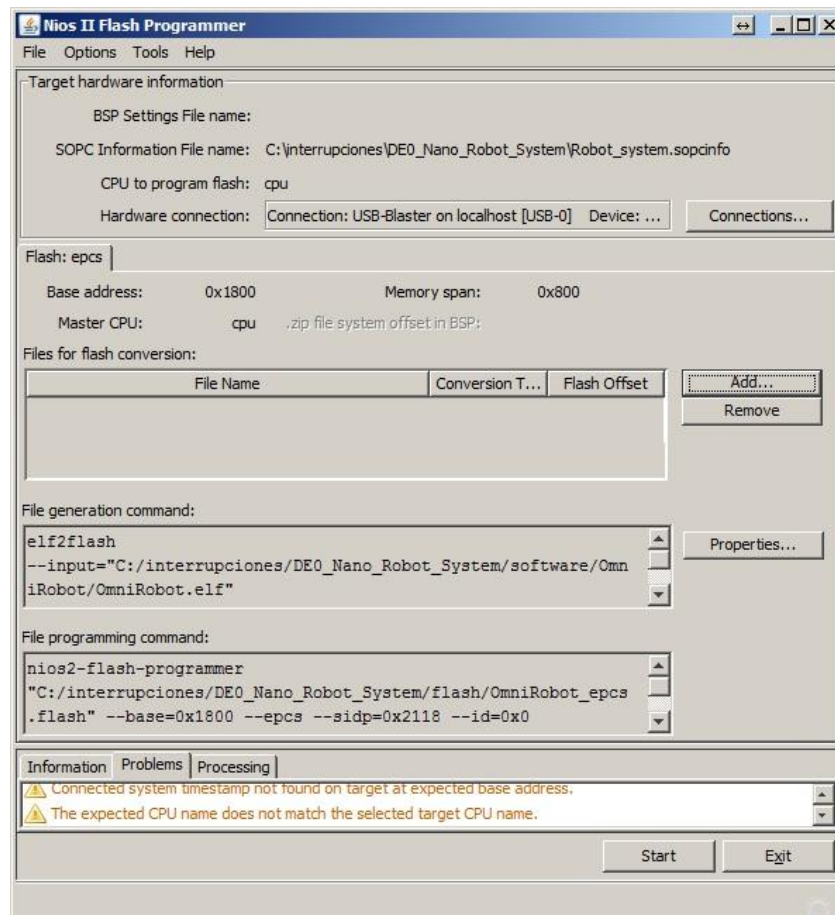 Nios II Flash Programmer
File Options Tools Help
Target hardware information
BSP Settings File name:
SOPC Information File name: C:\interrupciones\DE0_Nano_Robot_System\Robot_system.sopcinfo
CPU to program flash: cpu
Hardware connection: Connection: USB-Blaster on localhost [USB-0] Device: ... Connections...
Flash: epcs
Base address: 0x1800 Memory span: 0x800
Master CPU: cpu .zip file system offset in BSP:
Files for flash conversion:
File Name Conversion T... Flash Offset Add...
Remove
File generation command:
elf2flash
--input="C:/interrupciones/DE0_Nano_Robot_System/software/Omn
iRobot/OmniRobot.elf"
Properties...
File programming command:
nios2-flash-programmer
"C:/interrupciones/DE0_Nano_Robot_System/flash/OmniRobot_epcs
.flash" --base=0x1800 --epcs --sidp=0x2118 --id=0x0
Information Problems Processing
Connected system timestamp not found on target at expected base address.
The expected CPU name does not match the selected target CPU name.
Start Exit